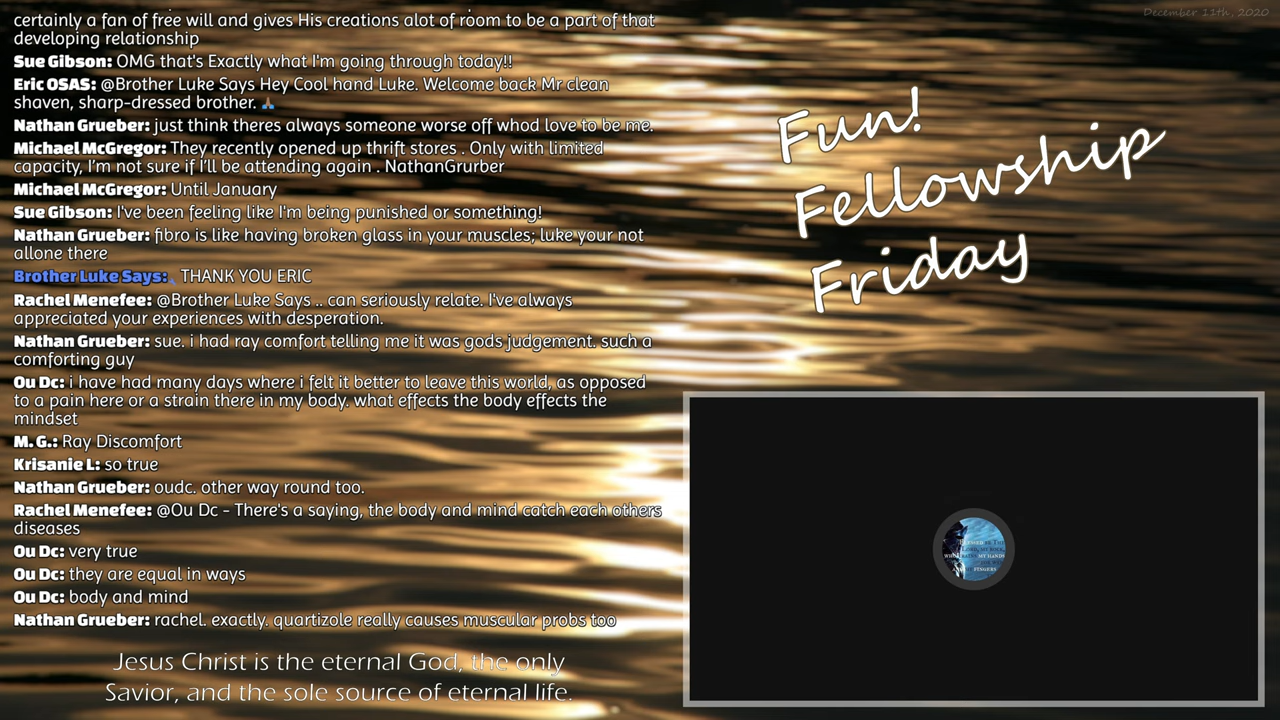 certainly a fan of free will and gives His creations alot of room to be a part of that
developing relationship
Sue Gibson: OMG that's Exactly what I'm going through today!!
Eric OSAS: @Brother Luke Says Hey Cool hand Luke. Welcome back Mr clean
shaven, sharp-dressed brother. 🙏🏾
Nathan Grueber: just think theres always someone worse off whod love to be me.
Michael McGregor: They recently opened up thrift stores . Only with limited
capacity, I'm not sure if I'll be attending again . NathanGrurber
Michael McGregor: Until January
Sue Gibson: I've been feeling like I'm being punished or something!
Nathan Grueber: fibro is like having broken glass in your muscles; luke your not
allone there
Brother Luke Says: THANK YOU ERIC
Rachel Menefee: @Brother Luke Says .. can seriously relate. I've always
appreciated your experiences with desperation.
Nathan Grueber: sue. i had ray comfort telling me it was gods judgement. such a
comforting guy
Ou Dc: i have had many days where i felt it better to leave this world, as opposed
to a pain here or a strain there in my body. what effects the body effects the
mindset
M. G.: Ray Discomfort
Krisanie L: so true
Nathan Grueber: oudc. other way round too.
Rachel Menefee: @Ou Dc - There's a saying, the body and mind catch each others
diseases
Ou Dc: very true
Ou Dc: they are equal in ways
Ou Dc: body and mind
Nathan Grueber: rachel. exactly. quartizole really causes muscular probs too
Jesus Christ is the eternal God, the only
Savior, and the sole source of eternal life.
December 11th, 2020
Fun!
Fellowship
Friday
BLESSED BE THE
LORD, MY ROCK,
WHO MY HANDS
FINGERS